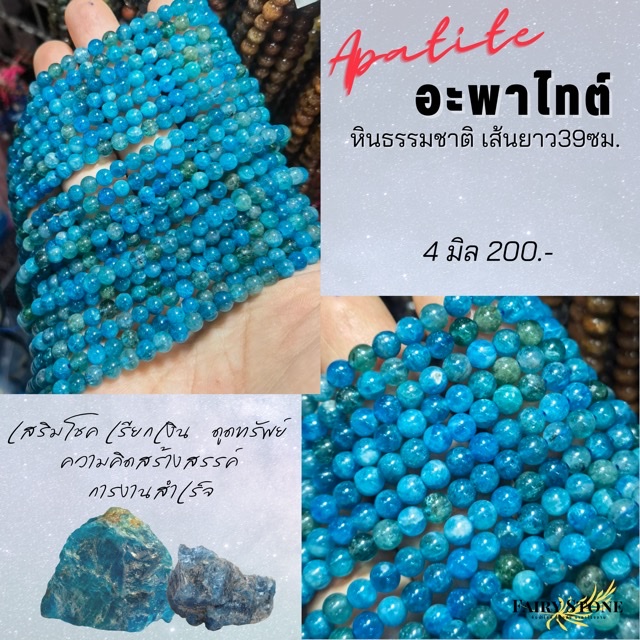 Apatite
อะพาไทต์
หินธรรมชาติ เส้นยาว39ซม.
4 มิล 200.-
เสริมโชค เรียกเงิน ดูดทรัพย์
ความคิดสร้างสรรค์
การงานสำเร็จ
FAIRY STONE